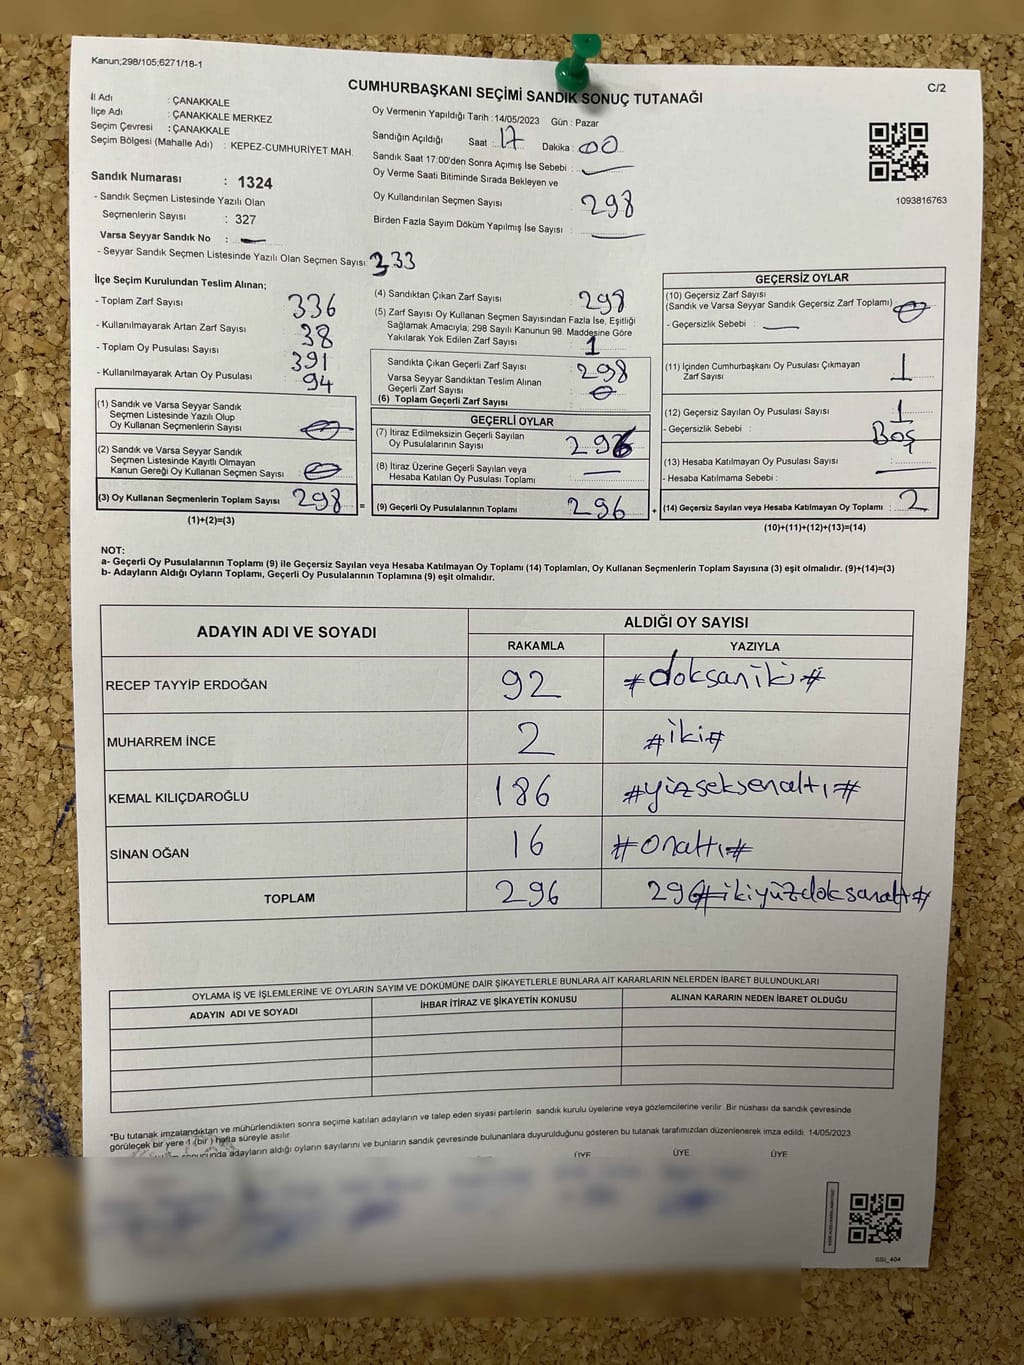 Kanun;298/105;6271/18-1
C/2
CUMHURBAŞKANI SEÇİMİ SANDIK SONUÇ TUTANAĞI
İl Adı : ÇANAKKALE
İlçe Adı : ÇANAKKALE MERKEZ
Seçim Çevresi : ÇANAKKALE
Seçim Bölgesi (Mahalle Adı) : KEPEZ-CUMHURİYET MAH.
Sandık Numarası : 1324
- Sandık Seçmen Listesinde Yazılı Olan
Seçmenlerin Sayısı : 327
Varsa Seyyar Sandık No :
- Seyyar Sandık Seçmen Listesinde Yazılı Olan Seçmen Sayısı: 333
Oy Vermenin Yapıldığı Tarih : 14/05/2023 Gün : Pazar
Sandığın Açıldığı Saat : 17 Dakika : 00
Sandık Saat 17:00'den Sonra Açımış İse Sebebi :
Oy Verme Saati Bitiminde Sırada Bekleyen ve
Oy Kullandırılan Seçmen Sayısı : 298
Birden Fazla Sayım Döküm Yapılmış İse Sayısı :
1093816763
İlçe Seçim Kurulundan Teslim Alınan;
- Toplam Zarf Sayısı : 336
- Kullanılmayarak Artan Zarf Sayısı : 38
- Toplam Oy Pusulası Sayısı : 391
- Kullanılmayarak Artan Oy Pusulası : 94
(1) Sandık ve Varsa Seyyar Sandık
Seçmen Listesinde Yazılı Olup
Oy Kullanan Seçmenlerin Sayısı :
(2) Sandık ve Varsa Seyyar Sandık
Seçmen Listesinde Kayıtlı Olmayan
Kanun Gereği Oy Kullanan Seçmen Sayısı :
(3) Oy Kullanan Seçmenlerin Toplam Sayısı : 298
(1)+(2)=(3)
=
(4) Sandıktan Çıkan Zarf Sayısı : 298
(5) Zarf Sayısı Oy Kullanan Seçmen Sayısından Fazla İse, Eşitliği
Sağlamak Amacıyla; 298 Sayılı Kanunun 98. Maddesine Göre
Yakılarak Yok Edilen Zarf Sayısı : 1
Sandıkta Çıkan Geçerli Zarf Sayısı : 298
Varsa Seyyar Sandıktan Teslim Alınan
Geçerli Zarf Sayısı : 0
(6) Toplam Geçerli Zarf Sayısı :
GEÇERLİ OYLAR
(7) İtiraz Edilmeksizin Geçerli Sayılan
Oy Pusulalarının Sayısı : 296
(8) İtiraz Üzerine Geçerli Sayılan veya
Hesaba Katılan Oy Pusulası Toplamı :
(9) Geçerli Oy Pusulalarının Toplamı : 296
+
GEÇERSİZ OYLAR
(10) Geçersiz Zarf Sayısı
(Sandık ve Varsa Seyyar Sandık Geçersiz Zarf Toplamı) : 0
- Geçersizlik Sebebi :
(11) İçinden Cumhurbaşkanı Oy Pusulası Çıkmayan
Zarf Sayısı : 1
(12) Geçersiz Sayılan Oy Pusulası Sayısı : 1
- Geçersizlik Sebebi : Boş
(13) Hesaba Katılmayan Oy Pusulası Sayısı :
- Hesaba Katılmama Sebebi :
(14) Geçersiz Sayılan veya Hesaba Katılmayan Oy Toplamı : 2
(10)+(11)+(12)+(13)=(14)
NOT:
a- Geçerli Oy Pusulalarının Toplamı (9) ile Geçersiz Sayılan veya Hesaba Katılmayan Oy Toplamı (14) Toplamları, Oy Kullanan Seçmenlerin Toplam Sayısına (3) eşit olmalıdır. (9)+(14)=(3)
b- Adayların Aldığı Oyların Toplamı, Geçerli Oy Pusulalarının Toplamına (9) eşit olmalıdır.
ADAYIN ADI VE SOYADI
ALDIĞI OY SAYISI
RAKAMLA YAZIYLA
RECEP TAYYİP ERDOĞAN 92 #doksaniki#
MUHARREM İNCE 2 #iki#
KEMAL KILIÇDAROĞLU 186 #yüzseksenaltı#
SİNAN OĞAN 16 #onaltı#
TOPLAM 296 296#ikiyüzdoksanaltı#
OYLAMA İŞ VE İŞLEMLERİNE VE OYLARIN SAYIM VE DÖKÜMÜNE DAİR ŞİKAYETLERLE BUNLARA AİT KARARLARIN NELERDEN İBARET BULUNDUKLARI
ADAYIN ADI VE SOYADI İHBAR İTİRAZ VE ŞİKAYETİN KONUSU ALINAN KARARIN NEDEN İBARET OLDUĞU
*Bu tutanak imzalandıktan ve mühürlendikten sonra seçime katılan adayların ve talep eden siyasi partilerin sandık kurulu üyelerine veya gözlemcilerine verilir. Bir nüshası da sandık çevresinde
görülecek bir yere 1 (bir) hafta süreyle asılır.
sonucunda adayların aldığı oyların sayılarını ve bunların sandık çevresinde bulunanlara duyurulduğunu gösteren bu tutanak tarafımızdan düzenlenerek imza edildi. 14/05/2023
ÜYE ÜYE ÜYE
GSI_404